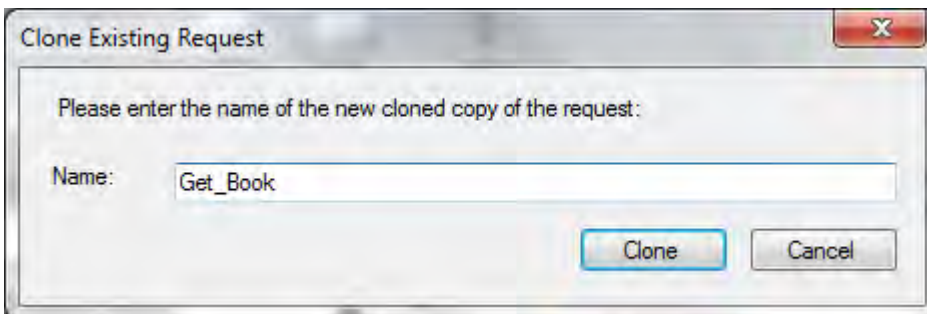 Clone Existing Request
Please enter the name of the new cloned copy of the request:
Name: Get_Book
Clone Cancel